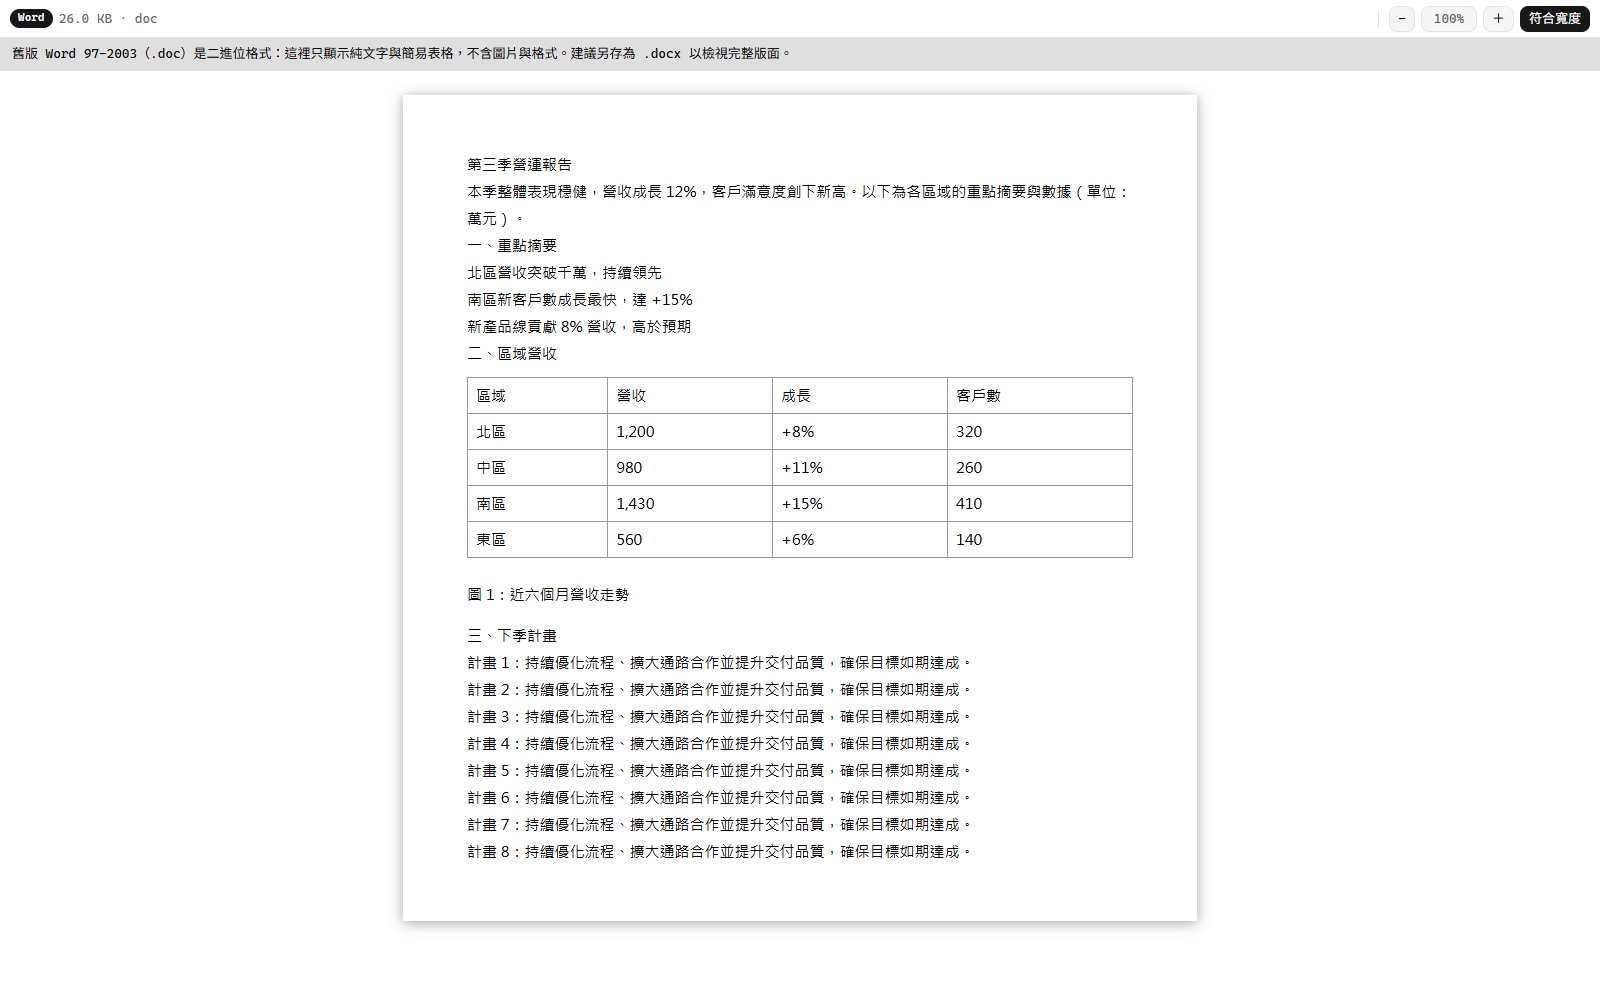 Word 26.0 KB · doc − 100% + 符合寬度
舊版 Word 97-2003（.doc）是二進位格式：這裡只顯示純文字與簡易表格，不含圖片與格式。建議另存為 .docx 以檢視完整版面。
第三季營運報告
本季整體表現穩健，營收成長 12%，客戶滿意度創下新高。以下為各區域的重點摘要與數據（單位：
萬元）。
一、重點摘要
北區營收突破千萬，持續領先
南區新客戶數成長最快，達 +15%
新產品線貢獻 8% 營收，高於預期
二、區域營收
區域 營收 成長 客戶數
北區 1,200 +8% 320
中區 980 +11% 260
南區 1,430 +15% 410
東區 560 +6% 140
圖 1：近六個月營收走勢
三、下季計畫
計畫 1：持續優化流程、擴大通路合作並提升交付品質，確保目標如期達成。
計畫 2：持續優化流程、擴大通路合作並提升交付品質，確保目標如期達成。
計畫 3：持續優化流程、擴大通路合作並提升交付品質，確保目標如期達成。
計畫 4：持續優化流程、擴大通路合作並提升交付品質，確保目標如期達成。
計畫 5：持續優化流程、擴大通路合作並提升交付品質，確保目標如期達成。
計畫 6：持續優化流程、擴大通路合作並提升交付品質，確保目標如期達成。
計畫 7：持續優化流程、擴大通路合作並提升交付品質，確保目標如期達成。
計畫 8：持續優化流程、擴大通路合作並提升交付品質，確保目標如期達成。